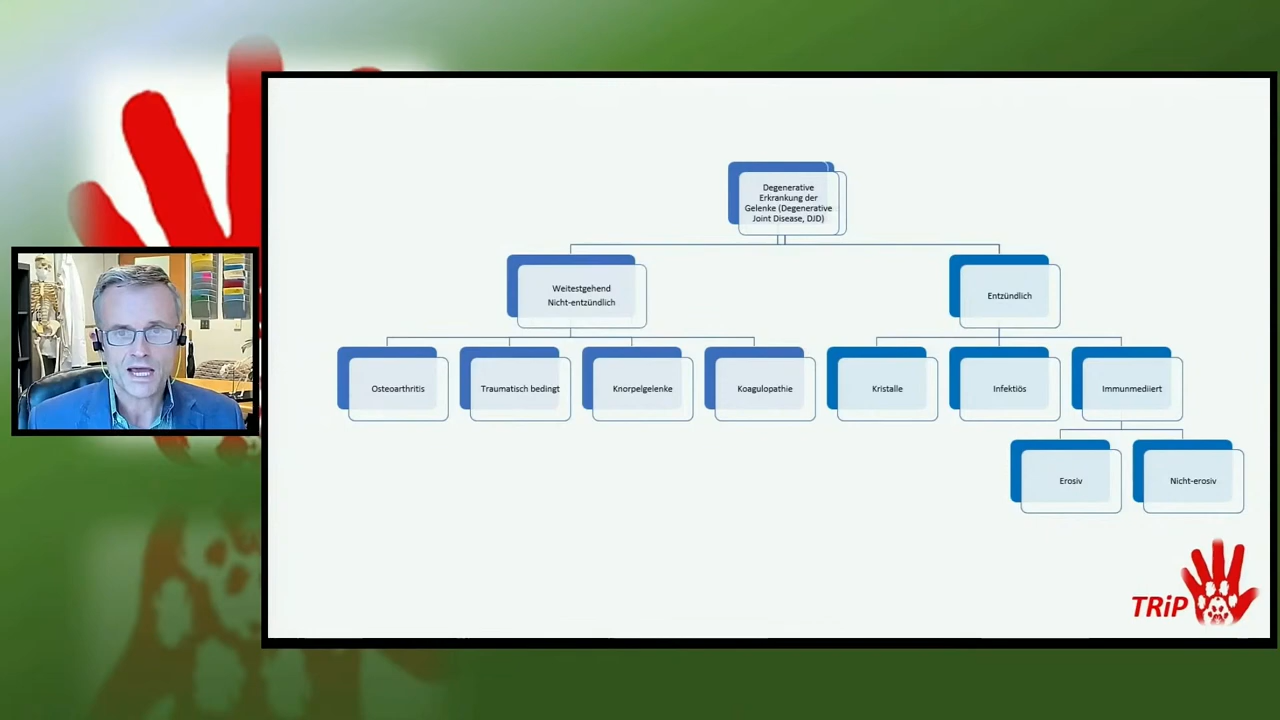 Degenerative
Erkrankung der
Gelenke (Degenerative
Joint Disease, DJD)
Weitestgehend
Nicht-entzündlich
Entzündlich
Osteoarthritis
Traumatisch bedingt
Knorpelgelenke
Koagulopathie
Kristalle
Infektiös
Immunmediiert
Erosiv
Nicht-erosiv
TRiP